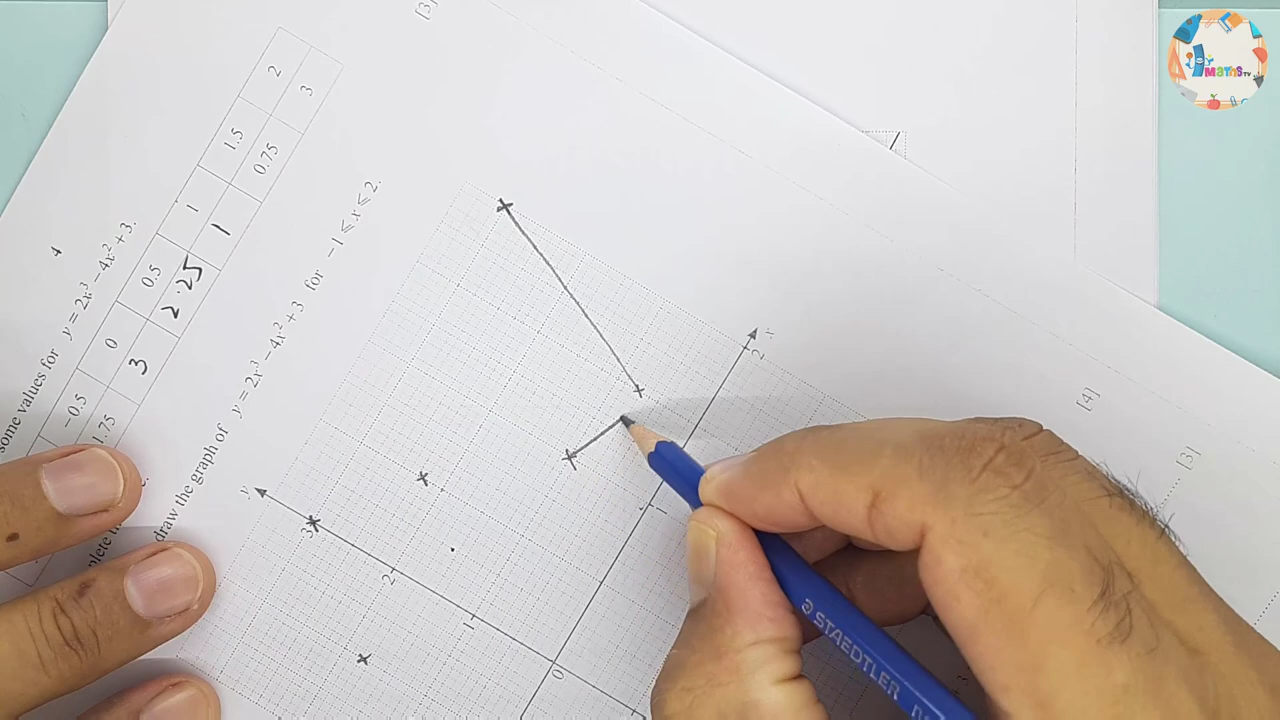 4
some values for y = 2x³ − 4x² + 3.
−0.5 0 0.5 1 1.5 2
1.75 3 2.25 1 0.75 3
draw the graph of y = 2x³ − 4x² + 3 for −1 ⩽ x ⩽ 2.
[3]
y
3
2
1
0
1
2
x
[4]
[3]
STAEDTLER
MATHS TV